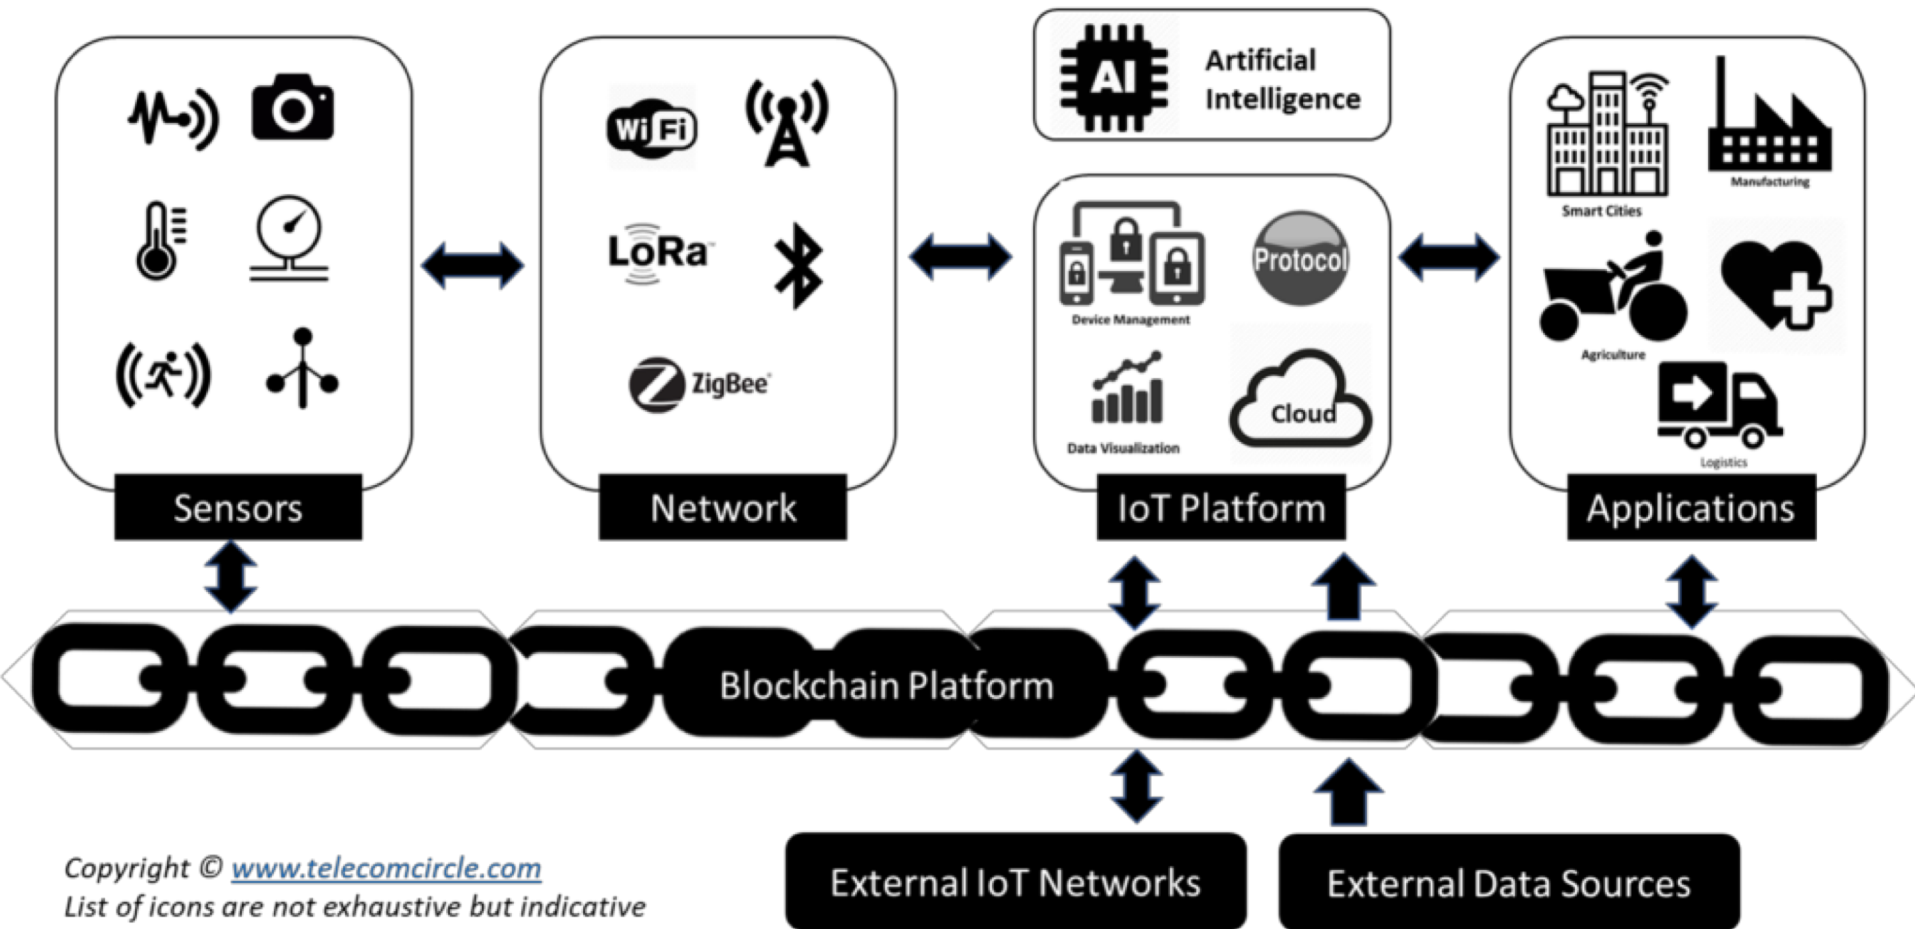 AI
Artificial
Intelligence
Wi Fi
LoRa™
ZigBee®
Device Management
Protocol
Data Visualization
Cloud
Smart Cities
Manufacturing
Agriculture
Logistics
Sensors
Network
IoT Platform
Applications
Blockchain Platform
External IoT Networks
External Data Sources
Copyright © www.telecomcircle.com
List of icons are not exhaustive but indicative